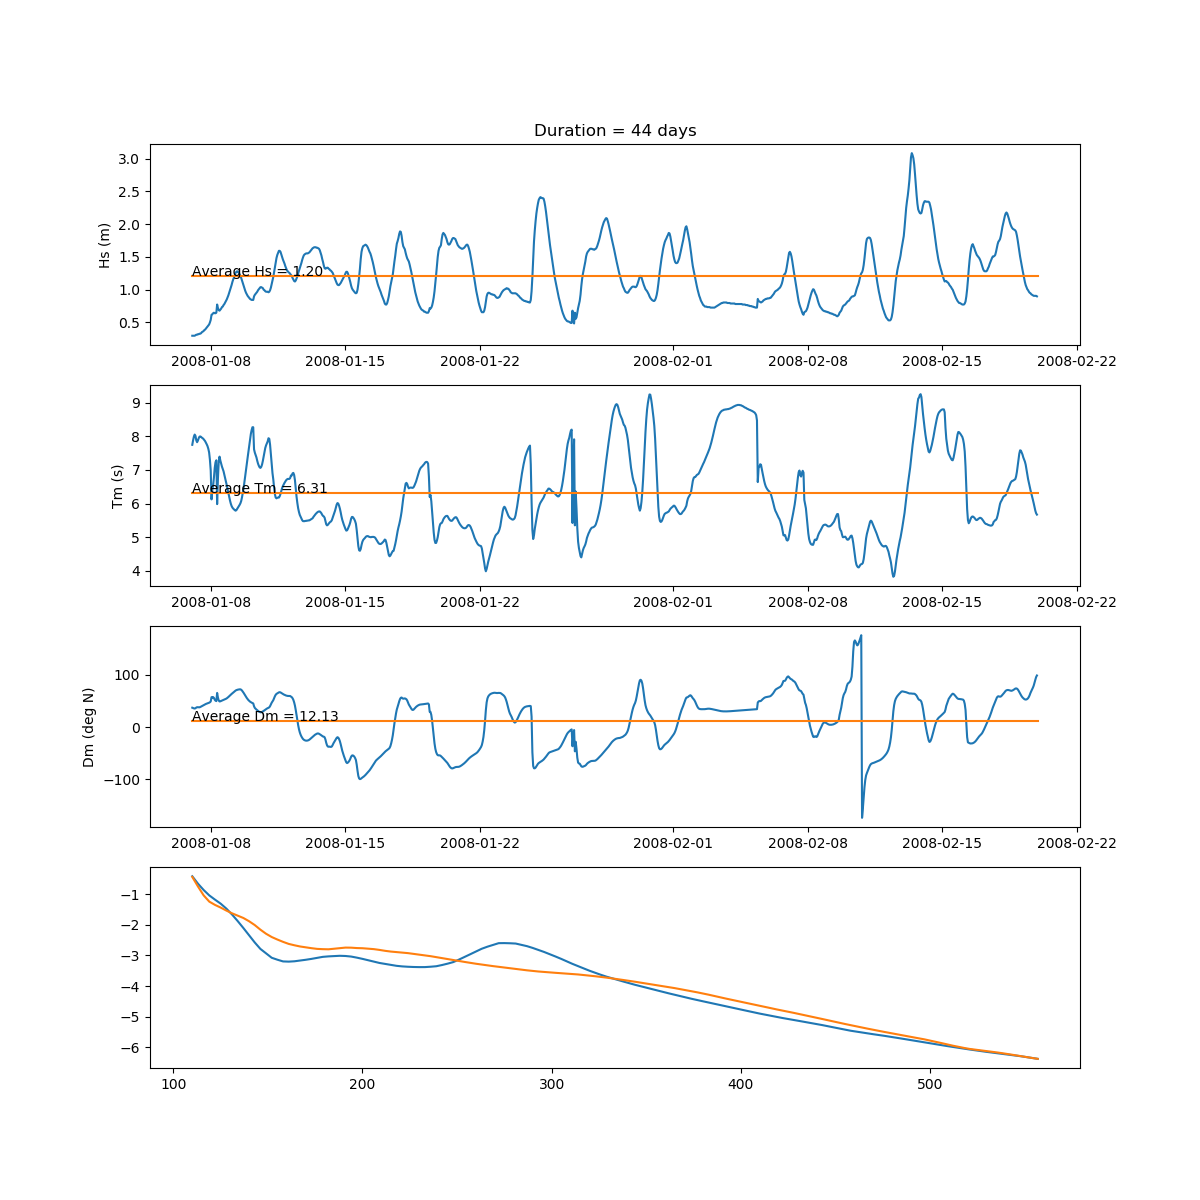 Duration = 44 days
Hs (m)
3.0
2.5
2.0
1.5
1.0
0.5
Average Hs = 1.20
2008-01-08 2008-01-15 2008-01-22 2008-02-01 2008-02-08 2008-02-15 2008-02-22
Tm (s)
9
8
7
6
5
4
Average Tm = 6.31
2008-01-08 2008-01-15 2008-01-22 2008-02-01 2008-02-08 2008-02-15 2008-02-22
Dm (deg N)
100
0
−100
Average Dm = 12.13
2008-01-08 2008-01-15 2008-01-22 2008-02-01 2008-02-08 2008-02-15 2008-02-22
−1
−2
−3
−4
−5
−6
100 200 300 400 500